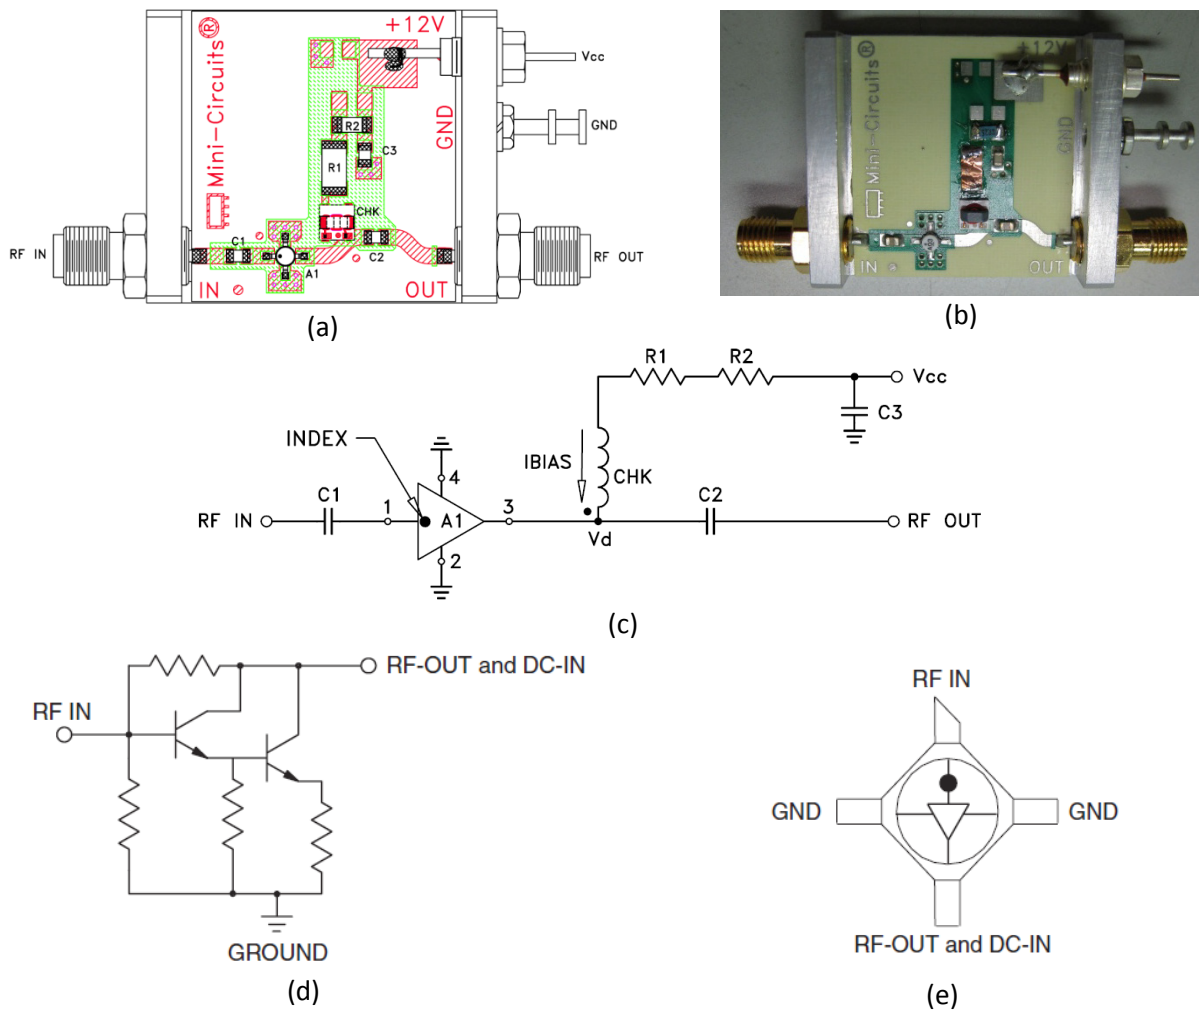 +12V
Mini-Circuits®
Vcc
GND
GND
R2
C3
R1
CHK
C1
C2
A1
RF IN
RF OUT
IN
OUT
(a)
+12V
Mini-Circuits®
GND
IN
OUT
(b)
R1
R2
Vcc
C3
INDEX
IBIAS
CHK
4
C1
C2
RF IN
1
A1
3
RF OUT
Vd
2
(c)
RF-OUT and DC-IN
RF IN
GROUND
(d)
RF IN
GND
GND
RF-OUT and DC-IN
(e)